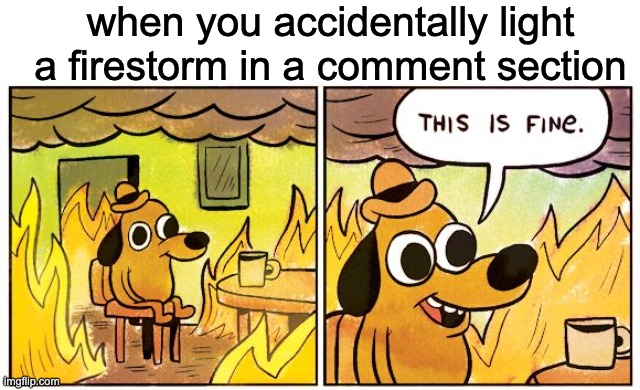 when you accidentally light
a firestorm in a comment section
THIS IS FINE.
imgflip.com